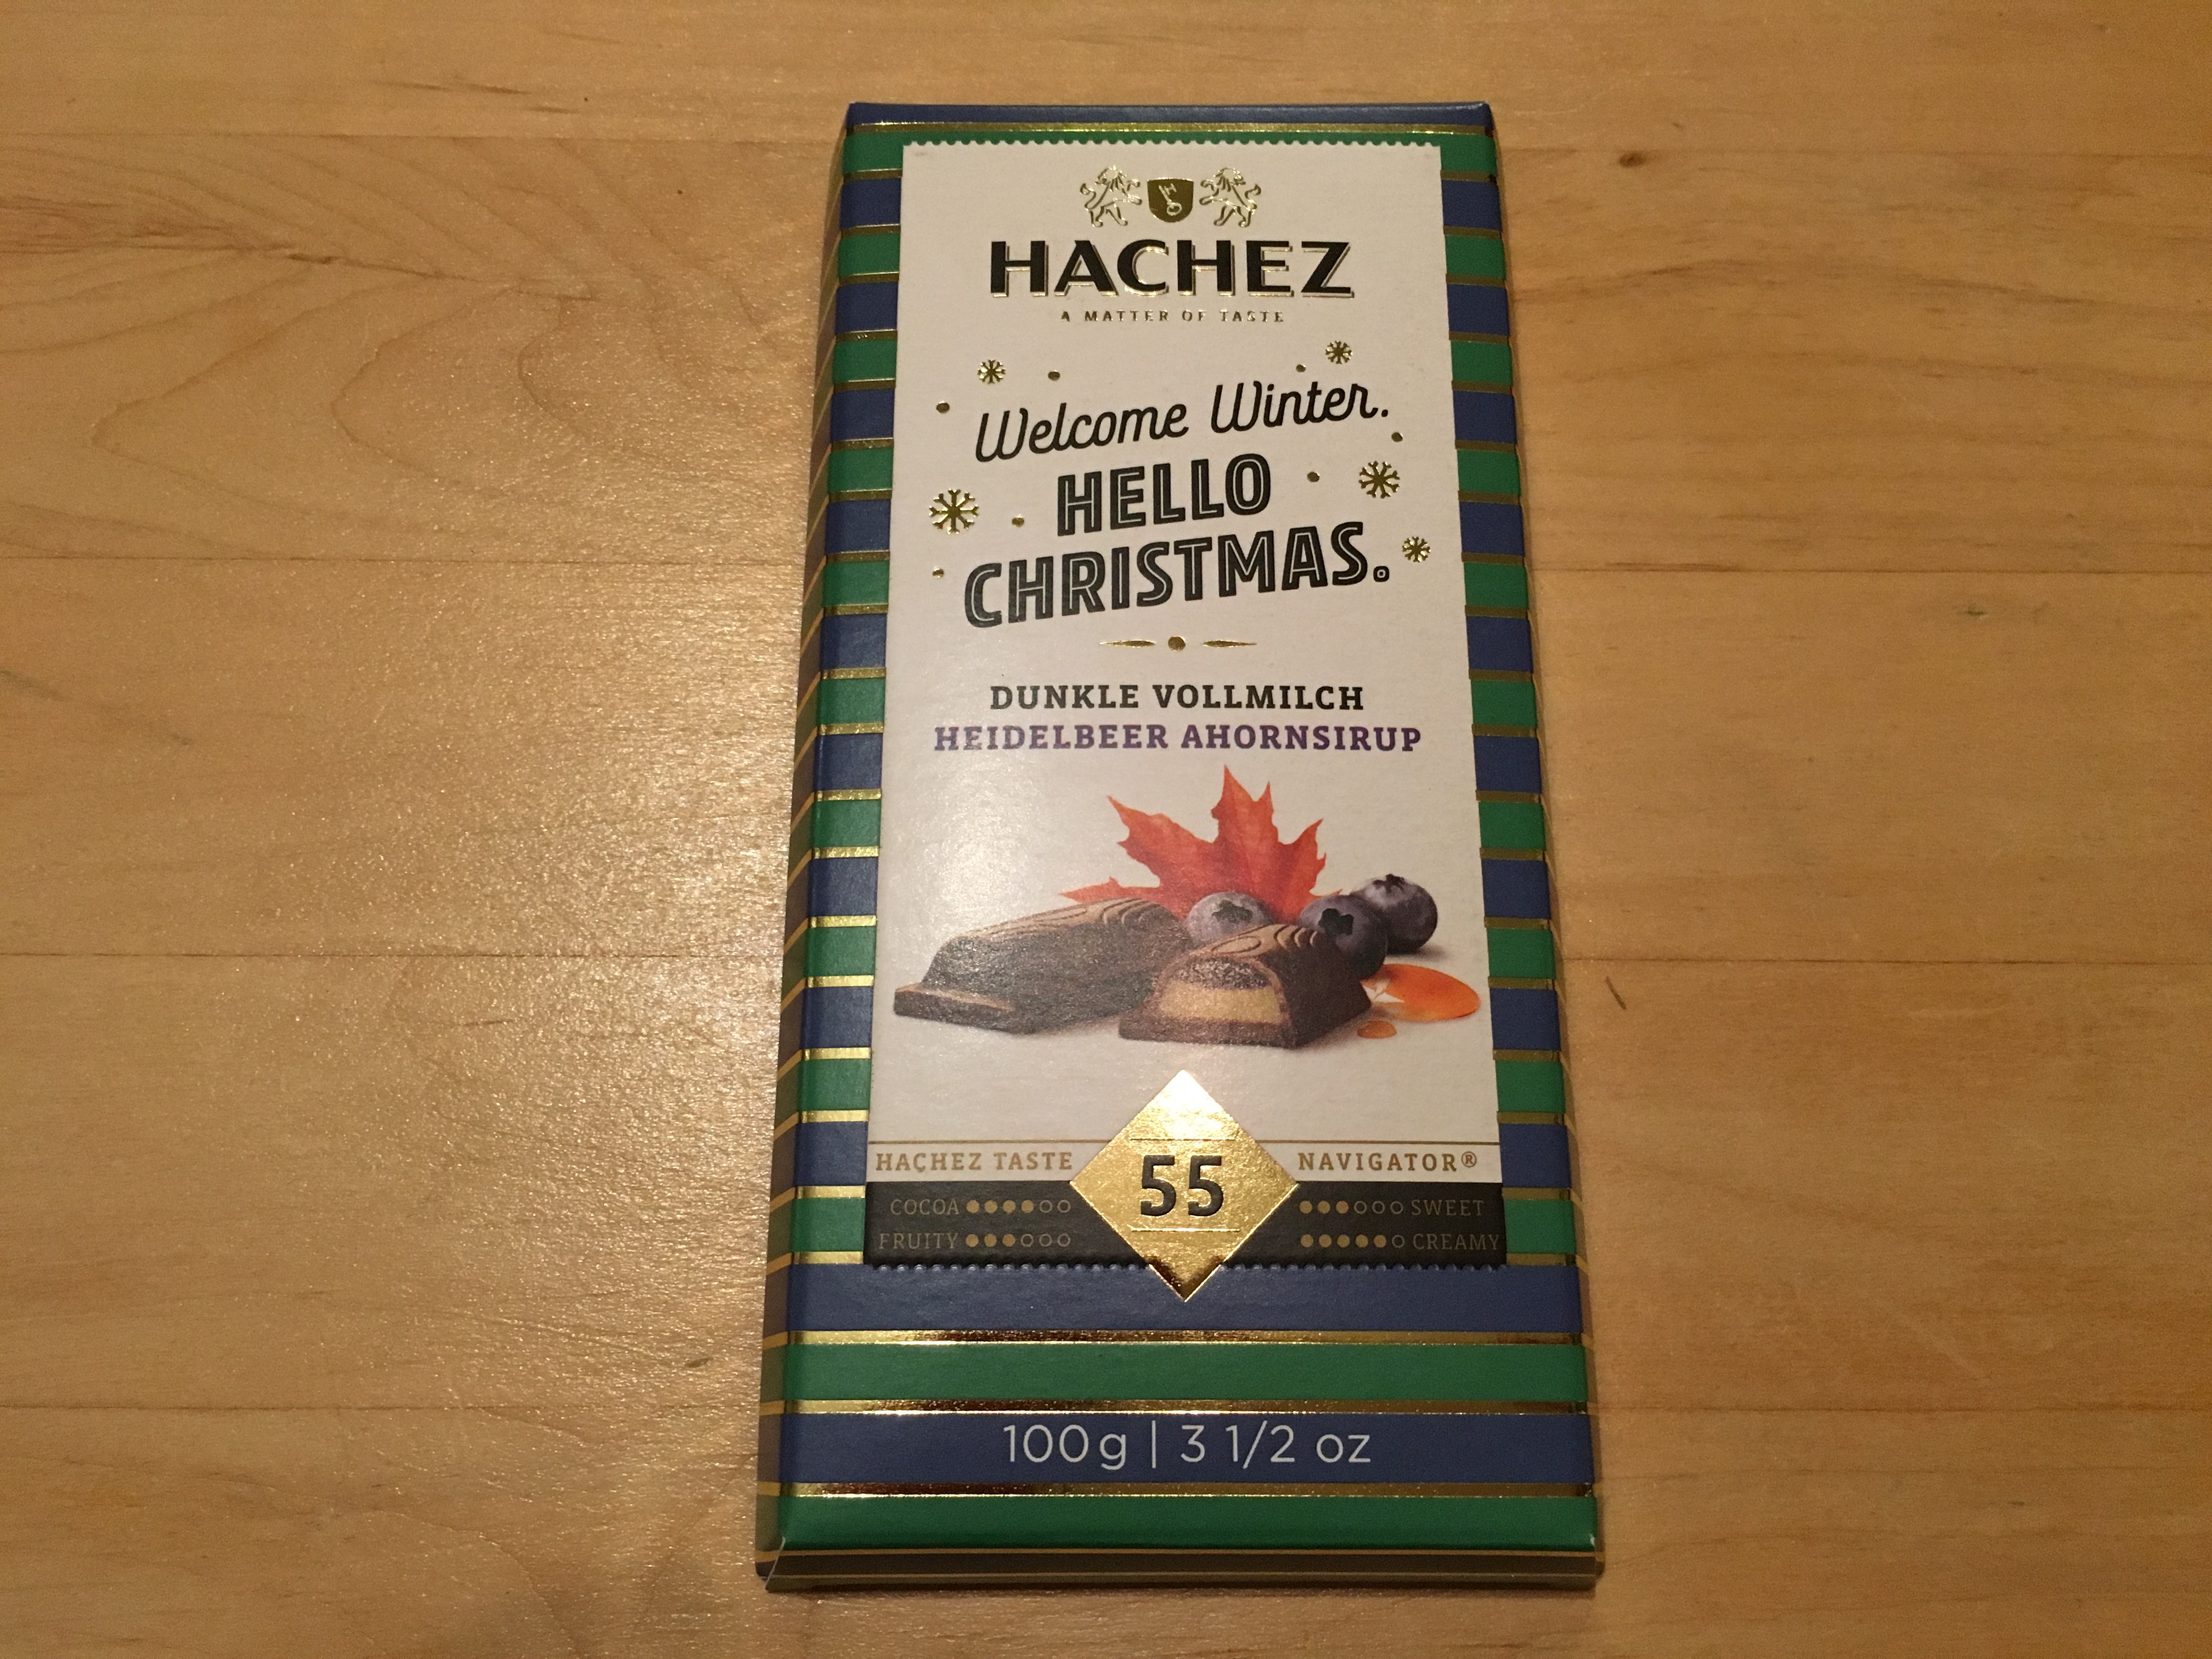 HACHEZ
A MATTER OF TASTE
Welcome Winter.
HELLO
CHRISTMAS.
DUNKLE VOLLMILCH
HEIDELBEER AHORNSIRUP
HACHEZ TASTE 55 NAVIGATOR®
COCOA SWEET
FRUITY CREAMY
100g | 3 1/2 oz